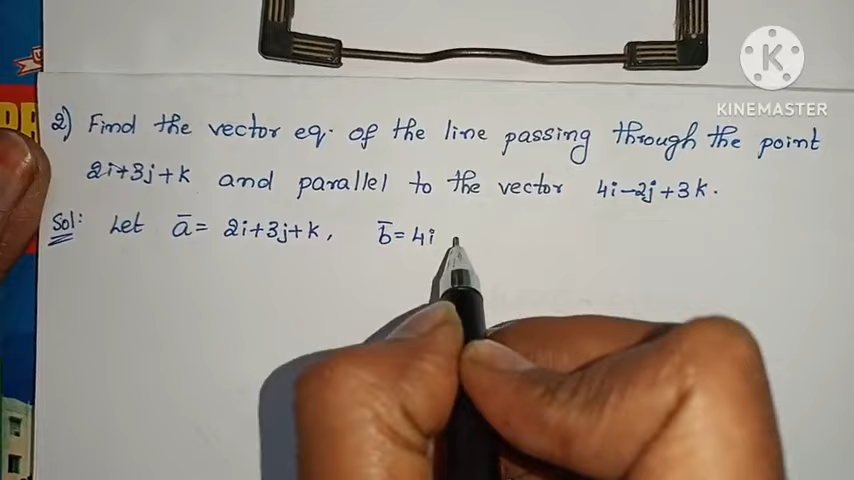 K
KINEMASTER
2) Find the vector eq. of the line passing through the point
2i+3j+k and parallel to the vector 4i-2j+3k.
Sol: Let a̅ = 2i+3j+k, b̅ = 4i